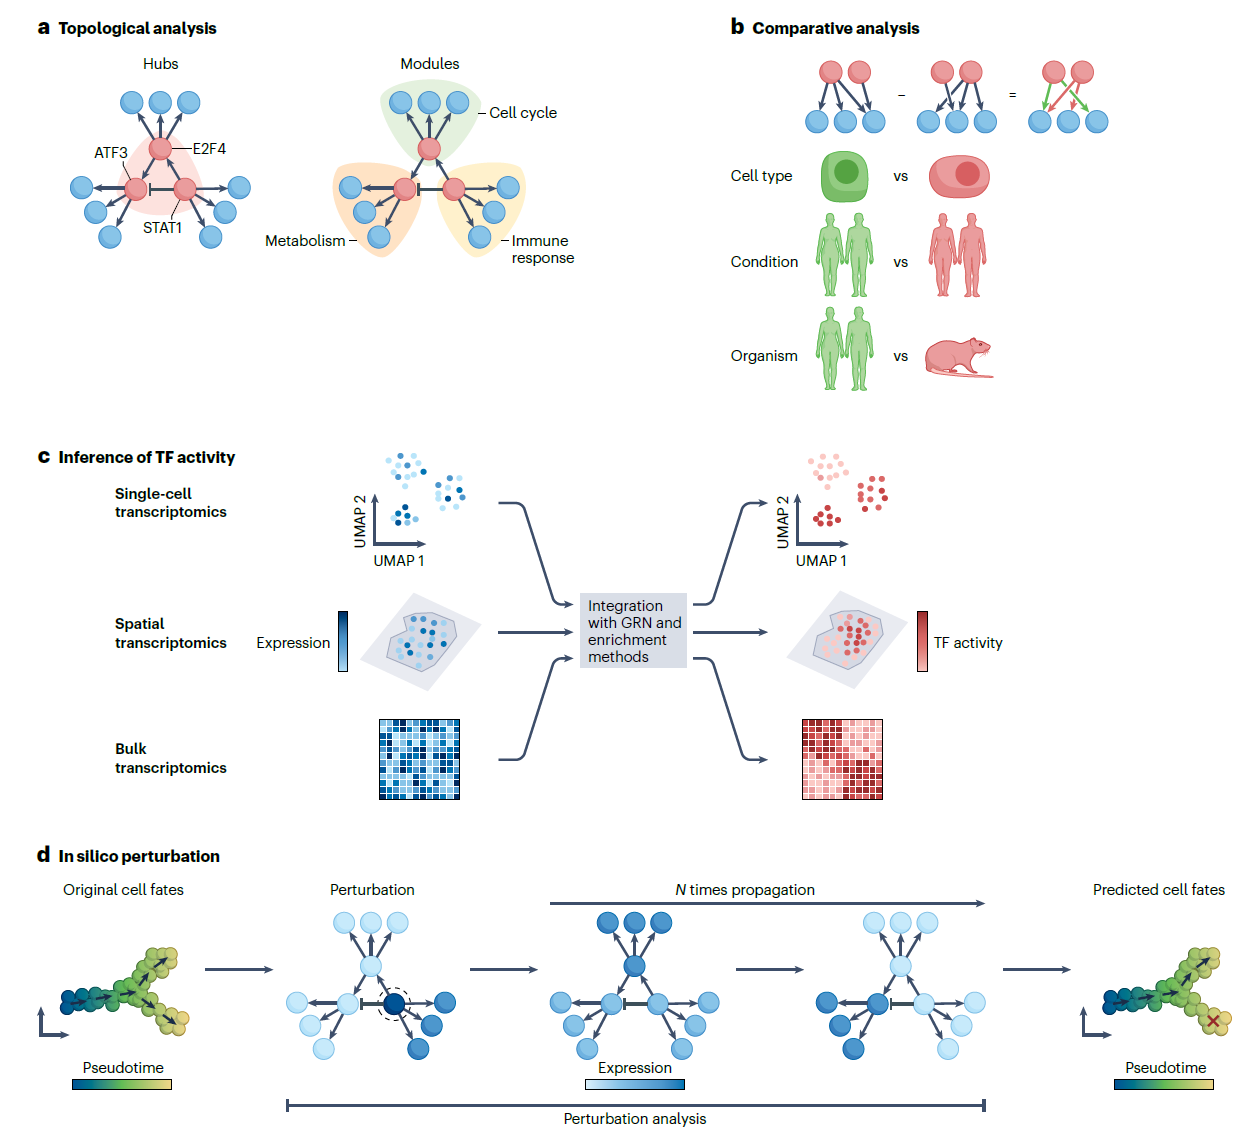 a Topological analysis
Hubs
Modules
ATF3
E2F4
STAT1
Cell cycle
Metabolism
Immune
response
b Comparative analysis
–
=
Cell type
vs
Condition
vs
Organism
vs
c Inference of TF activity
Single-cell
transcriptomics
UMAP 2
UMAP 1
UMAP 2
UMAP 1
Spatial
transcriptomics
Expression
Integration
with GRN and
enrichment
methods
TF activity
Bulk
transcriptomics
d In silico perturbation
Original cell fates
Perturbation
N times propagation
Predicted cell fates
Pseudotime
Expression
Pseudotime
Perturbation analysis